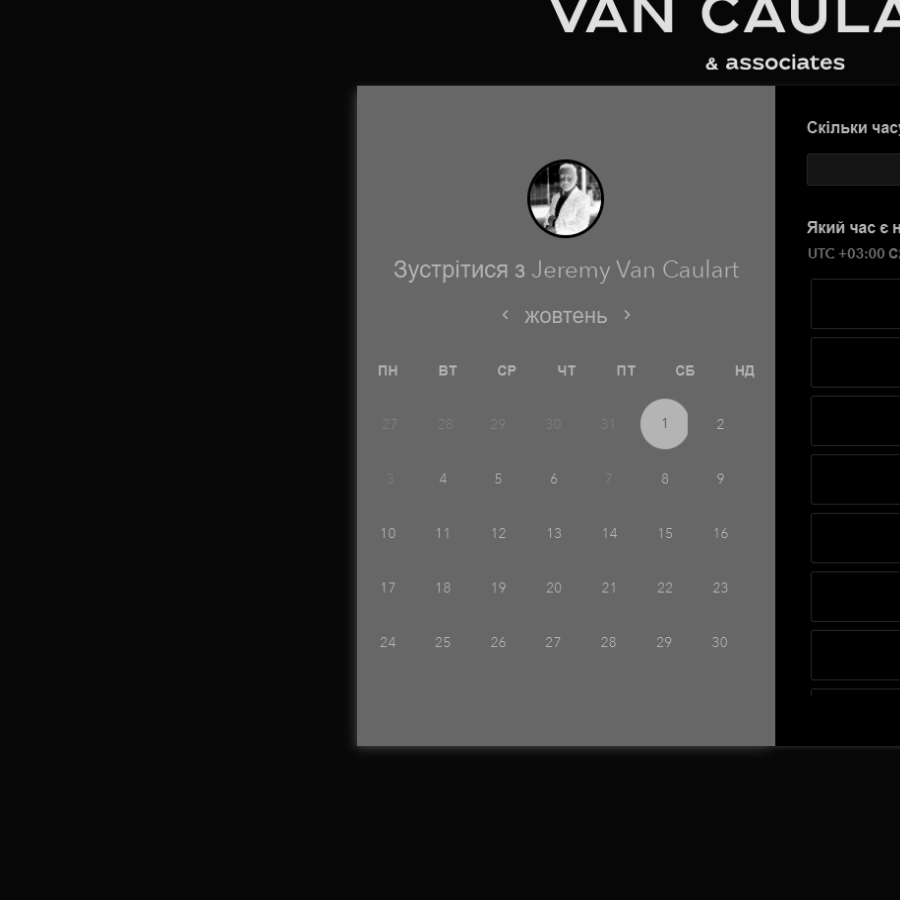 VAN CAULA
& associates
Зустрітися з Jeremy Van Caulart
жовтень
ПН ВТ СР ЧТ ПТ СБ НД
27 28 29 30 31 1 2
3 4 5 6 7 8 9
10 11 12 13 14 15 16
17 18 19 20 21 22 23
24 25 26 27 28 29 30
Скільки часу
Який час є н
UTC +03:00